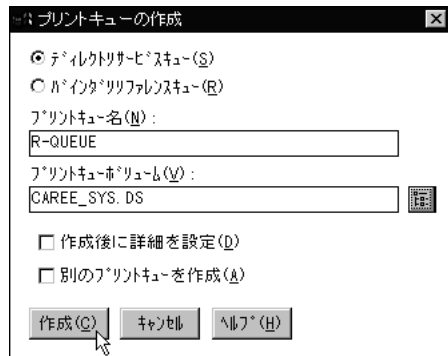 プリントキューの作成
ﾃﾞｨﾚｸﾄﾘｻｰﾋﾞｽｷｭｰ(S)
ﾊﾞｲﾝﾀﾞﾘﾘﾌｧﾚﾝｽｷｭｰ(R)
ﾌﾟﾘﾝﾄｷｭｰ名(N) :
R-QUEUE
ﾌﾟﾘﾝﾄｷｭｰﾎﾞﾘｭｰﾑ(V) :
CAREE_SYS.DS
作成後に詳細を設定(D)
別のﾌﾟﾘﾝﾄｷｭｰを作成(A)
作成(C) ｷｬﾝｾﾙ ﾍﾙﾌﾟ(H)